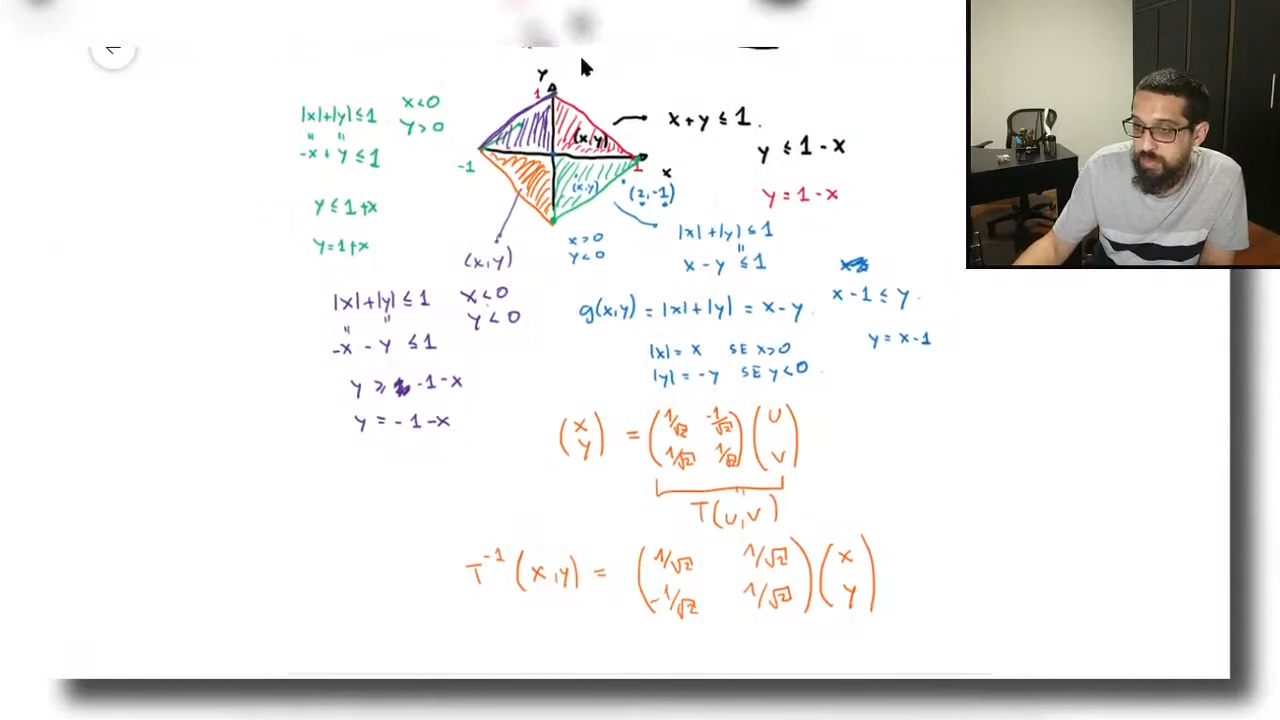 y
1
|x|+|y| ≤ 1 x<0
y>0
" "
-x + y ≤ 1
x+y ≤ 1.
(x,y)
y ≤ 1-x
-1
1
x
(x,y)
(2,-1)
y = 1-x
y ≤ 1+x
y=1+x
x>0
y<0
|x|+|y| ≤ 1
"
x-y ≤ 1
(x,y)
|x|+|y| ≤ 1 x<0
y<0
" "
-x - y ≤ 1
y ≥ -1-x
y = -1-x
g(x,y) = |x|+|y| = x-y
x-1 ≤ y.
y = x-1
|x| = x SE x>0
|y| = -y SE y<0.
(x y) = (1/√2 -1/√2 1/√2 1/√2) (U V)
T(U,V)
T⁻¹(x,y) = (1/√2 1/√2 -1/√2 1/√2) (x y)